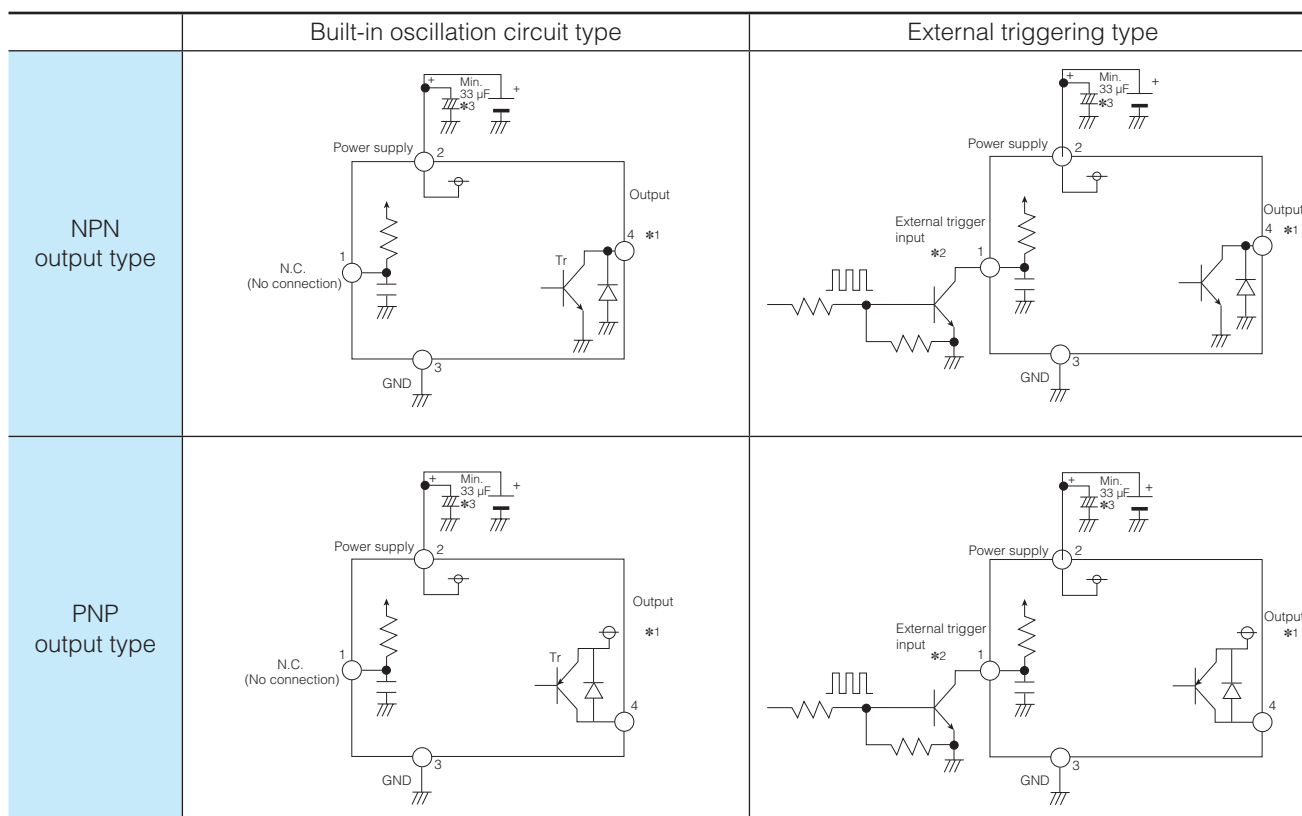 Built-in oscillation circuit type
External triggering type
NPN
output type
+
Min.
33 µF
✽3
+
Power supply
2
Output
4
✽1
Tr
1
N.C.
(No connection)
3
GND
+
Min.
33 µF
✽3
+
Power supply
2
Output
4
✽1
External trigger
input
✽2
1
3
GND
PNP
output type
+
Min.
33 µF
✽3
+
Power supply
2
Output
✽1
Tr
1
N.C.
(No connection)
4
3
GND
+
Min.
33 µF
✽3
+
Power supply
2
Output
✽1
External trigger
input
✽2
1
4
3
GND